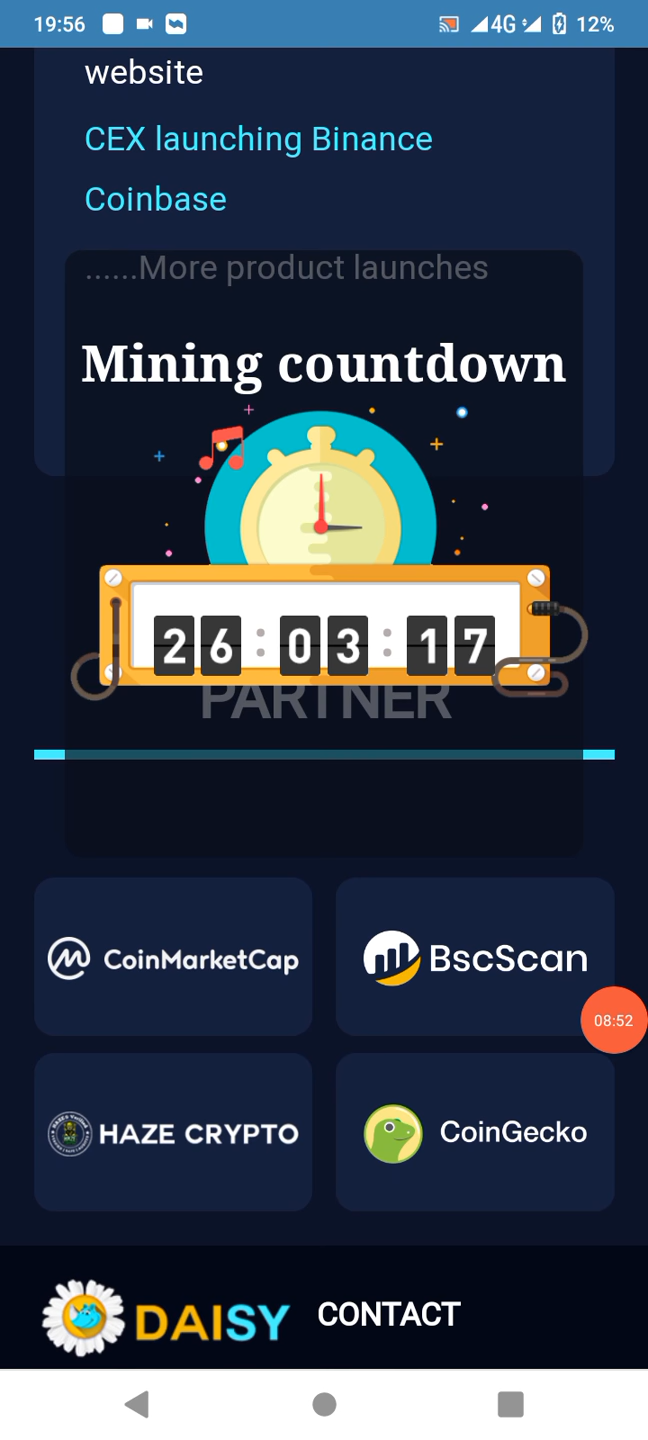 19:56
4G
12%
website
CEX launching Binance
Coinbase
......More product launches
Mining countdown
26:03:17
PARTNER
CoinMarketCap
BscScan
08:52
HAZE CRYPTO
CoinGecko
DAISY
CONTACT